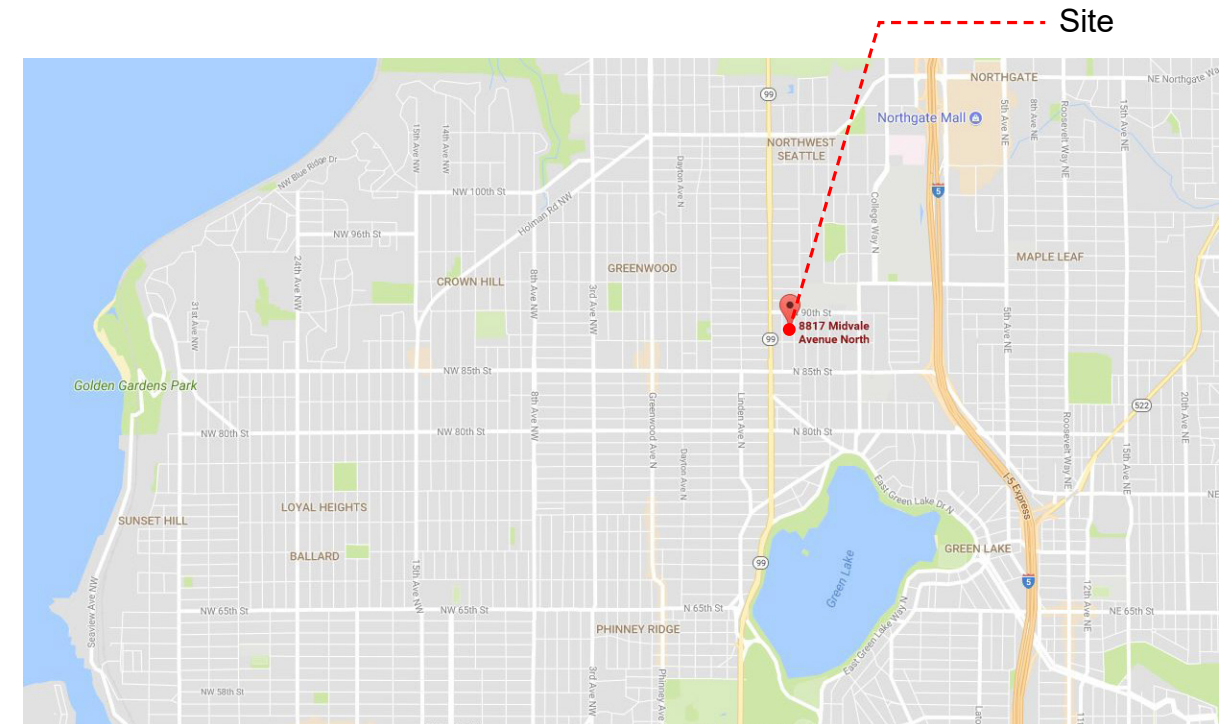 Site
NORTHGATE
NE Northgate Wa
99
5th Ave NE
8th Ave NE
Roosevelt Way NE
15th Ave NE
Northgate Mall
15th Ave NW
14th Ave NW
NORTHWEST
SEATTLE
NW Blue Ridge Dr
Dayton Ave N
NW 100th St
5
Holman Rd NW
College Way N
NW 96th St
MAPLE LEAF
24th Ave NW
GREENWOOD
CROWN HILL
8th Ave NW
3rd Ave NW
31st Ave NW
90th St
5th Ave NE
8817 Midvale
Avenue North
99
NW 85th St
N 85th St
Golden Gardens Park
8th Ave NW
Greenwood Ave N
Linden Ave N
20th Ave NE
522
NW 80th St
NW 80th St
N 80th St
Roosevelt Way NE
15th Ave NE
Dayton Ave N
East Green Lake Dr N
I-5 Express
NE
LOYAL HEIGHTS
SUNSET HILL
BALLARD
GREEN LAKE
99
Green Lake
15th Ave NW
5
12th Ave NE
Seaview Ave NW
NW 65th St
NW 65th St
N 65th St
NE 65th St
PHINNEY RIDGE
East Green Lake Way N
3rd Ave NW
Phinney Ave
NW 58th St
Lato
11th